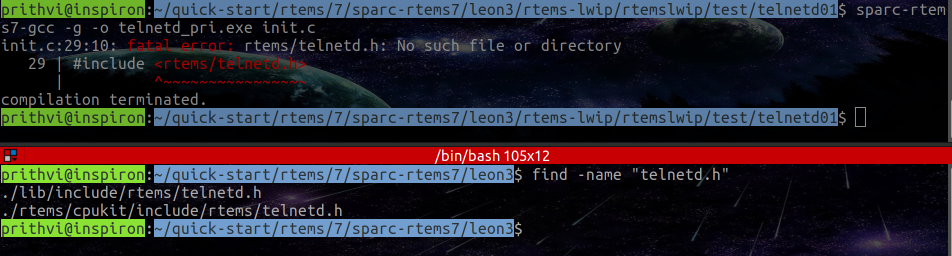 prithvi@inspiron:~/quick-start/rtems/7/sparc-rtems7/leon3/rtems-lwip/rtemslwip/test/telnetd01$ sparc-rtem
s7-gcc -g -o telnetd_pri.exe init.c
init.c:29:10: fatal error: rtems/telnetd.h: No such file or directory
29 | #include <rtems/telnetd.h>
| ^~~~~~~~~~~~~~~~~
compilation terminated.
prithvi@inspiron:~/quick-start/rtems/7/sparc-rtems7/leon3/rtems-lwip/rtemslwip/test/telnetd01$
/bin/bash 105x12
prithvi@inspiron:~/quick-start/rtems/7/sparc-rtems7/leon3$ find -name "telnetd.h"
./lib/include/rtems/telnetd.h
./rtems/cpukit/include/rtems/telnetd.h
prithvi@inspiron:~/quick-start/rtems/7/sparc-rtems7/leon3$